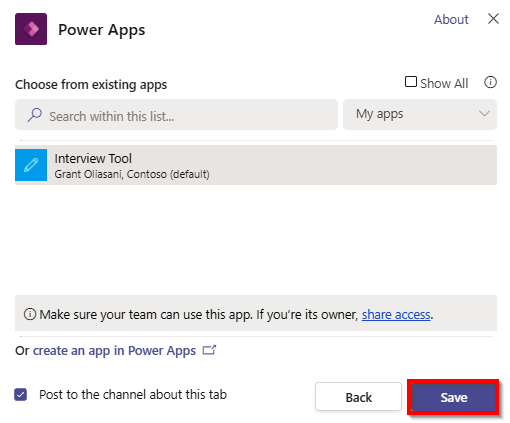 Power Apps
About
Choose from existing apps
Show All
Search within this list...
My apps
Interview Tool
Grant Oliasani, Contoso (default)
Make sure your team can use this app. If you're its owner, share access.
Or create an app in Power Apps
Post to the channel about this tab
Back
Save